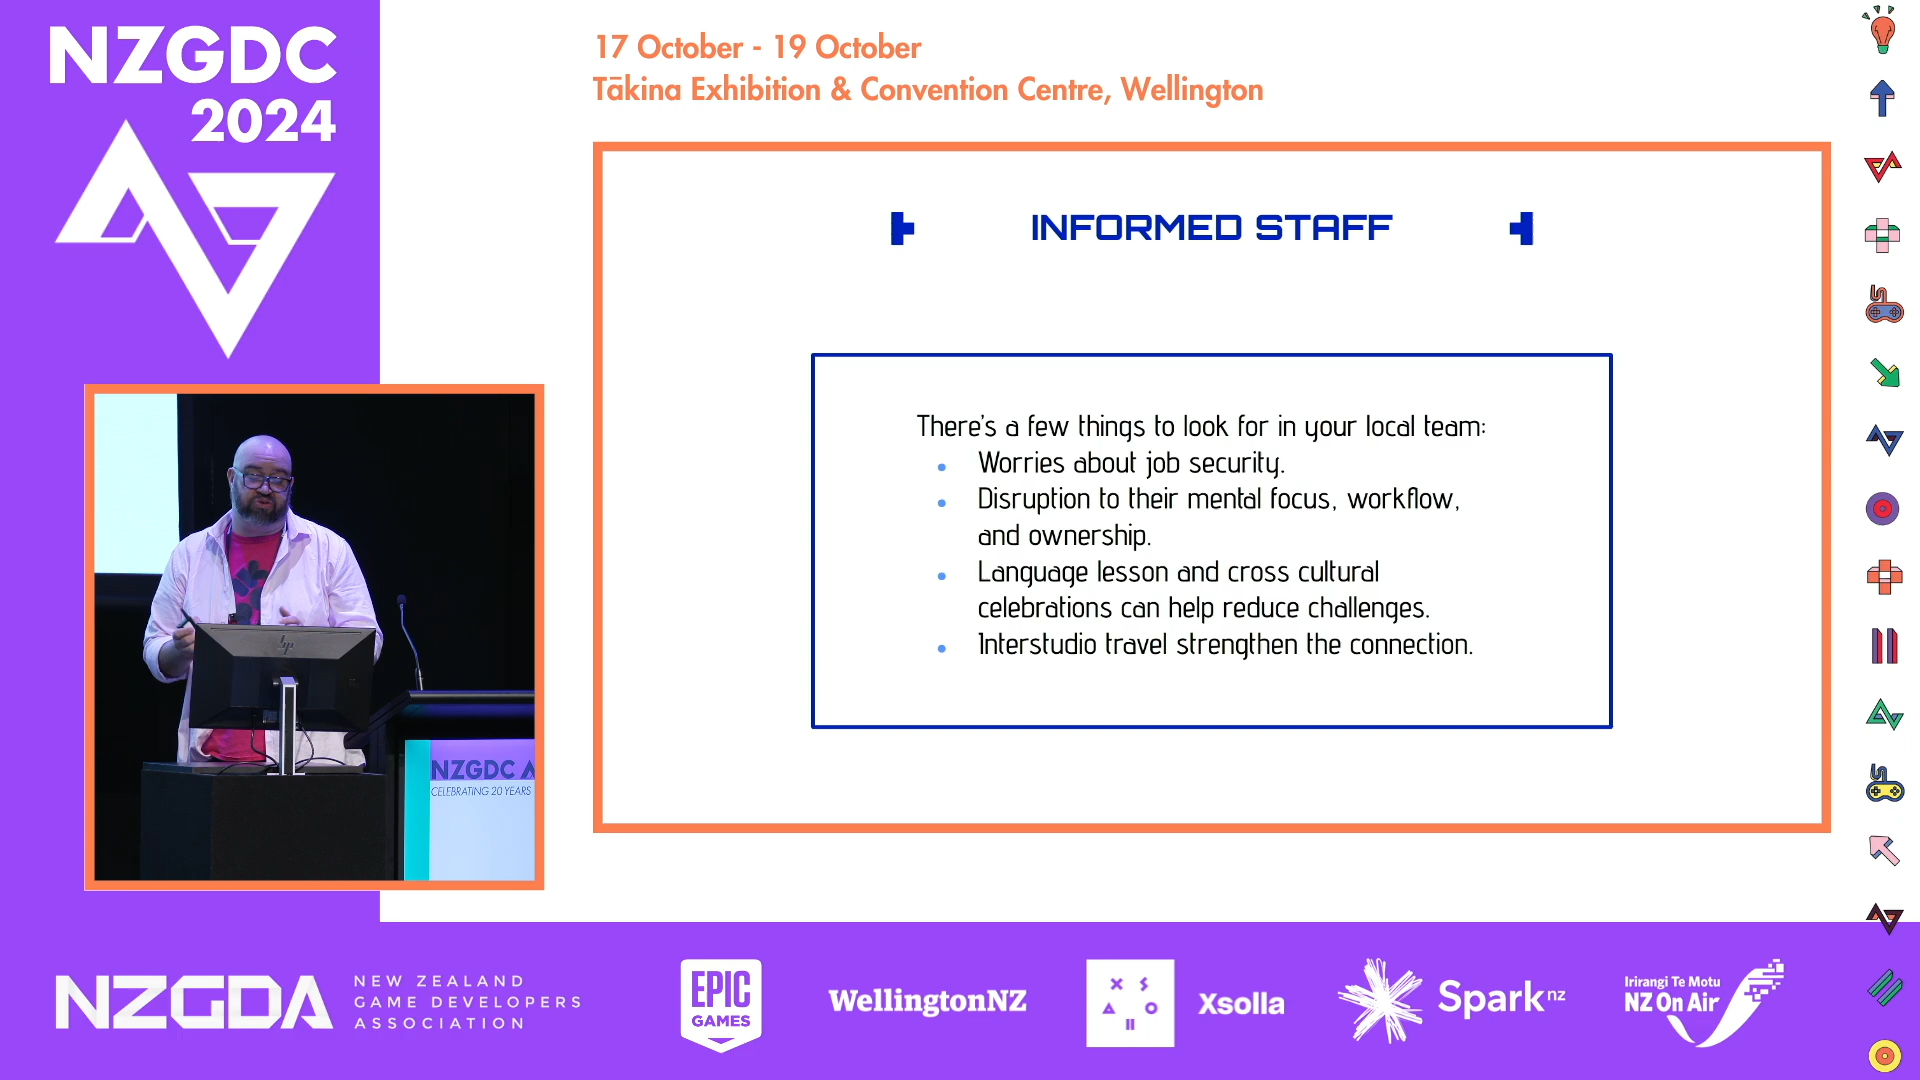 NZGDC
2024
17 October - 19 October
Tākina Exhibition & Convention Centre, Wellington
INFORMED STAFF
There's a few things to look for in your local team:
Worries about job security.
Disruption to their mental focus, workflow,
and ownership.
Language lesson and cross cultural
celebrations can help reduce challenges.
Interstudio travel strengthen the connection.
hp
NZGDC
CELEBRATING 20 YEARS
NZGDA
NEW ZEALAND
GAME DEVELOPERS
ASSOCIATION
EPIC
GAMES
WellingtonNZ
Xsolla
Spark nz
Irirangi Te Motu
NZ On Air